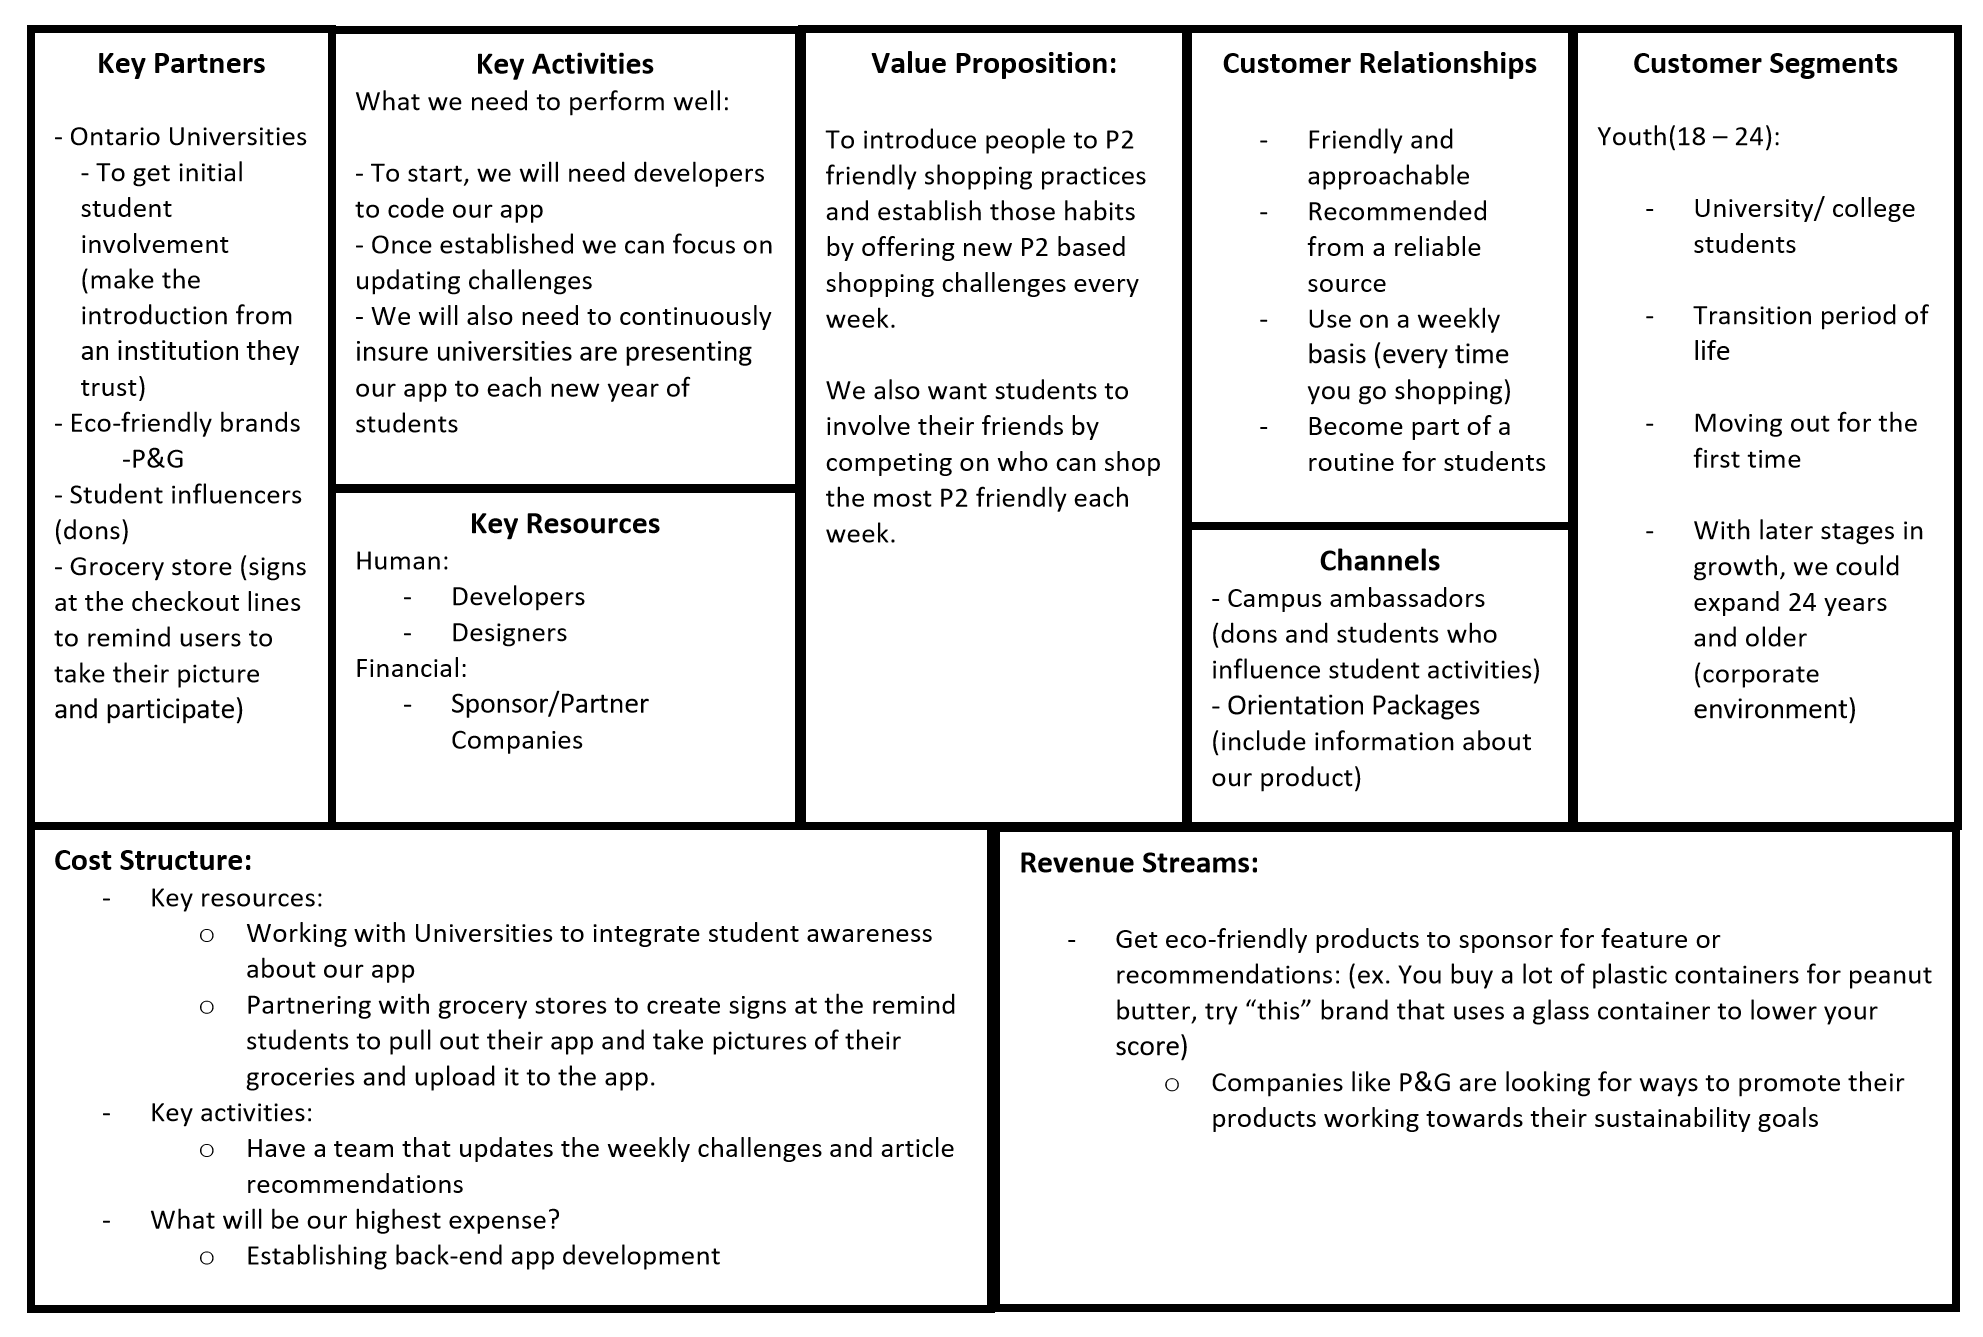 Key Partners
- Ontario Universities
- To get initial
student
involvement
(make the
introduction from
an institution they
trust)
- Eco-friendly brands
-P&G
- Student influencers
(dons)
- Grocery store (signs
at the checkout lines
to remind users to
take their picture
and participate)
Key Activities
What we need to perform well:
- To start, we will need developers
to code our app
- Once established we can focus on
updating challenges
- We will also need to continuously
insure universities are presenting
our app to each new year of
students
Key Resources
Human:
- Developers
- Designers
Financial:
- Sponsor/Partner
Companies
Value Proposition:
To introduce people to P2
friendly shopping practices
and establish those habits
by offering new P2 based
shopping challenges every
week.
We also want students to
involve their friends by
competing on who can shop
the most P2 friendly each
week.
Customer Relationships
- Friendly and
approachable
- Recommended
from a reliable
source
- Use on a weekly
basis (every time
you go shopping)
- Become part of a
routine for students
Channels
- Campus ambassadors
(dons and students who
influence student activities)
- Orientation Packages
(include information about
our product)
Customer Segments
Youth(18 – 24):
- University/ college
students
- Transition period of
life
- Moving out for the
first time
- With later stages in
growth, we could
expand 24 years
and older
(corporate
environment)
Cost Structure:
- Key resources:
o Working with Universities to integrate student awareness
about our app
o Partnering with grocery stores to create signs at the remind
students to pull out their app and take pictures of their
groceries and upload it to the app.
- Key activities:
o Have a team that updates the weekly challenges and article
recommendations
- What will be our highest expense?
o Establishing back-end app development
Revenue Streams:
- Get eco-friendly products to sponsor for feature or
recommendations: (ex. You buy a lot of plastic containers for peanut
butter, try “this” brand that uses a glass container to lower your
score)
o Companies like P&G are looking for ways to promote their
products working towards their sustainability goals